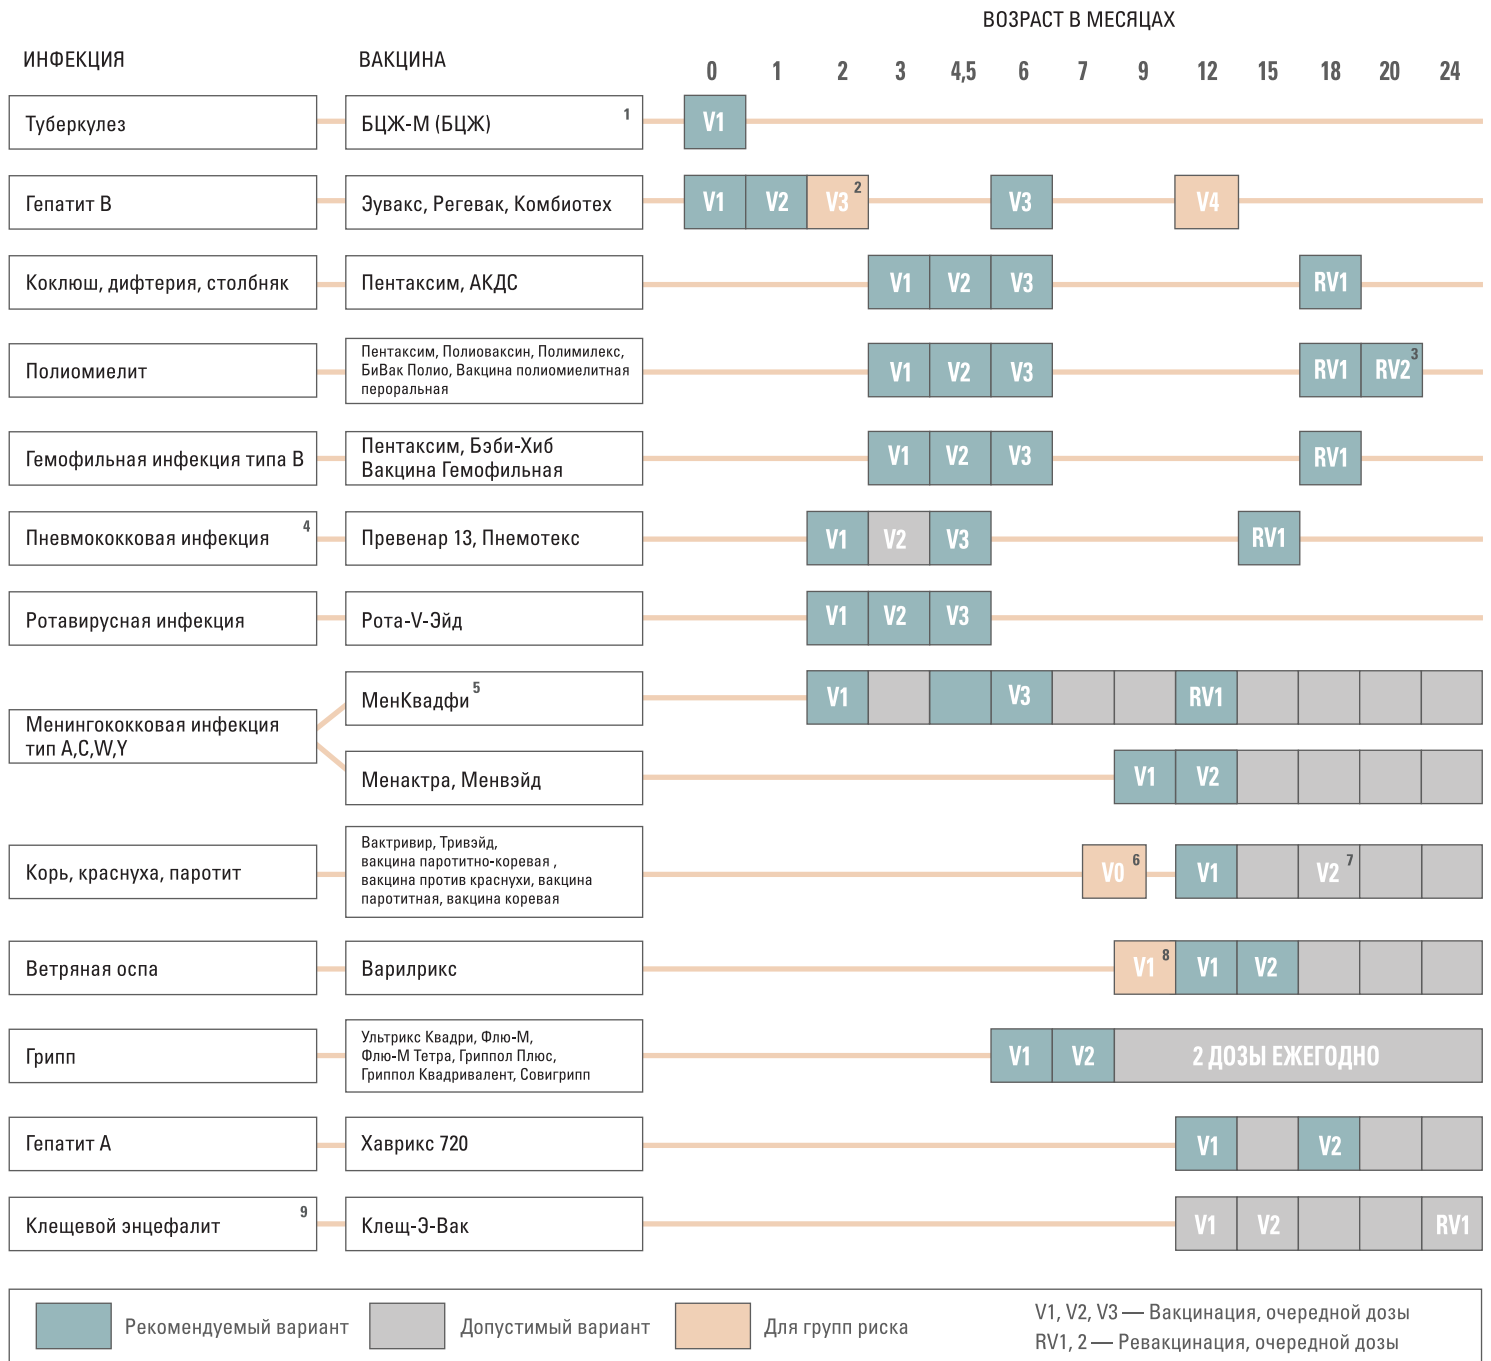 ВОЗРАСТ В МЕСЯЦАХ
ИНФЕКЦИЯ ВАКЦИНА 0 1 2 3 4,5 6 7 9 12 15 18 20 24
Туберкулез БЦЖ-М (БЦЖ) 1 V1
Гепатит В Эувакс, Регевак, Комбиотех V1 V2 V3 2 V3 V4
Коклюш, дифтерия, столбняк Пентаксим, АКДС V1 V2 V3 RV1
Полиомиелит
Пентаксим, Полиоваксин, Полимилекс,
БиВак Полио, Вакцина полиомиелитная
пероральная
V1 V2 V3 RV1 RV2 3
Гемофильная инфекция типа В
Пентаксим, Бэби-Хиб
Вакцина Гемофильная
V1 V2 V3 RV1
Пневмококковая инфекция 4 Превенар 13, Пнемотекс V1 V2 V3 RV1
Ротавирусная инфекция Рота-V-Эйд V1 V2 V3
Менингококковая инфекция
тип А,С,W,Y
МенКвадфи 5 V1 V3 RV1
Менактра, Менвэйд V1 V2
Корь, краснуха, паротит
Вактривир, Тривэйд,
вакцина паротитно-коревая ,
вакцина против краснухи, вакцина
паротитная, вакцина коревая
V0 6 V1 V2 7
Ветряная оспа Варилрикс V1 8 V1 V2
Грипп
Ультрикс Квадри, Флю-М,
Флю-М Тетра, Гриппол Плюс,
Гриппол Квадривалент, Совигрипп
V1 V2 2 ДОЗЫ ЕЖЕГОДНО
Гепатит А Хаврикс 720 V1 V2
Клещевой энцефалит 9 Клещ-Э-Вак V1 V2 RV1
Рекомендуемый вариант Допустимый вариант Для групп риска
V1, V2, V3 — Вакцинация, очередной дозы
RV1, 2 — Ревакцинация, очередной дозы